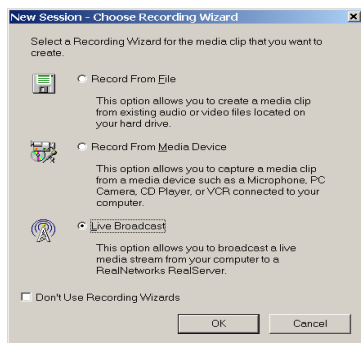 New Session - Choose Recording Wizard
Select a Recording Wizard for the media clip that you want to
create.
Record From File
This option allows you to create a media clip
from existing audio or video files located on
your hard drive.
Record From Media Device
This option allows you to capture a media clip
from a media device such as a Microphone, PC
Camera, CD Player, or VCR connected to your
computer.
Live Broadcast
This option allows you to broadcast a live
media stream from your computer to a
RealNetworks RealServer.
Don't Use Recording Wizards
OK Cancel